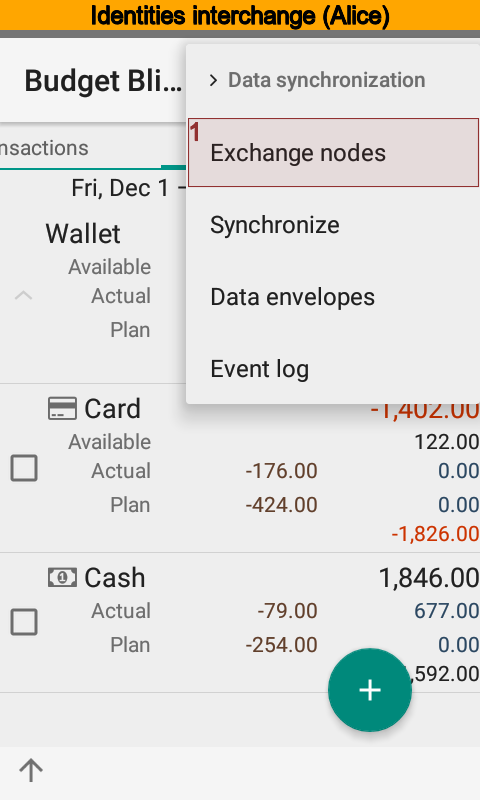 Identities interchange (Alice)
Budget Bli...
Data synchronization
nsactions
1
Exchange nodes
Fri, Dec 1 –
Synchronize
Wallet
Available
Actual
Data envelopes
Plan
Event log
Card
-1,402.00
Available
122.00
Actual -176.00 0.00
Plan -424.00 0.00
-1,826.00
Cash 1,846.00
Actual -79.00 677.00
Plan -254.00 0.00
,592.00